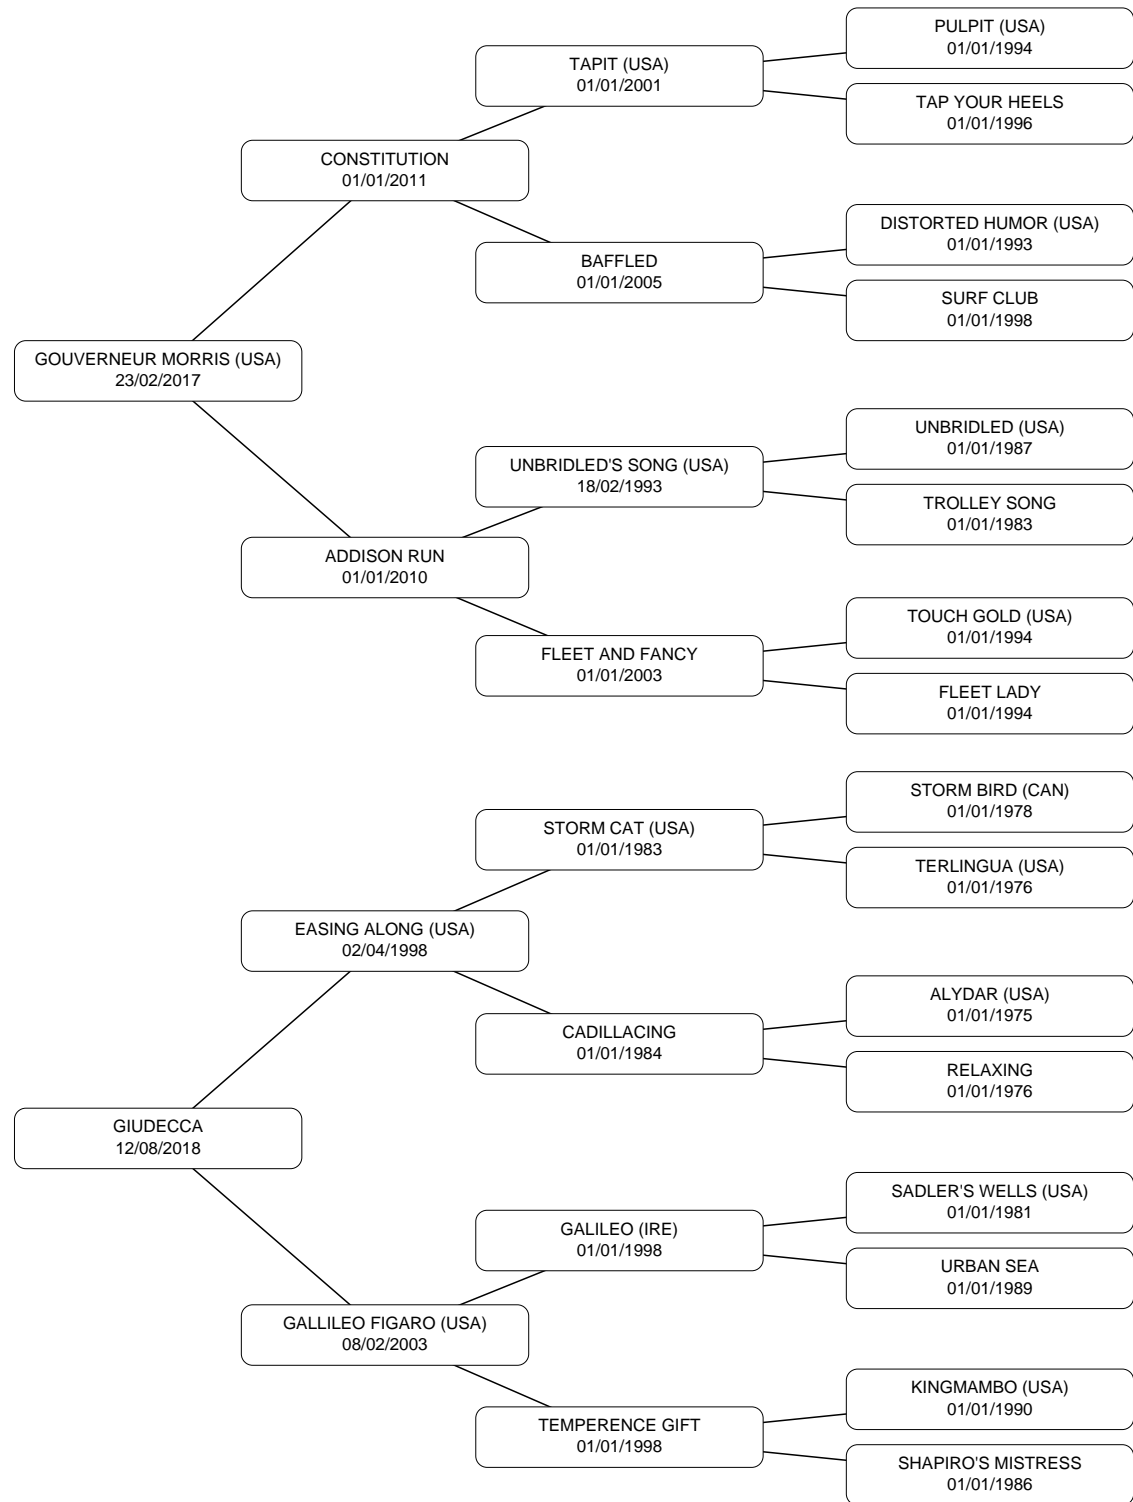 PULPIT (USA)
01/01/1994
TAPIT (USA)
01/01/2001
TAP YOUR HEELS
01/01/1996
CONSTITUTION
01/01/2011
DISTORTED HUMOR (USA)
01/01/1993
BAFFLED
01/01/2005
SURF CLUB
01/01/1998
GOUVERNEUR MORRIS (USA)
23/02/2017
UNBRIDLED (USA)
01/01/1987
UNBRIDLED'S SONG (USA)
18/02/1993
TROLLEY SONG
01/01/1983
ADDISON RUN
01/01/2010
TOUCH GOLD (USA)
01/01/1994
FLEET AND FANCY
01/01/2003
FLEET LADY
01/01/1994
STORM BIRD (CAN)
01/01/1978
STORM CAT (USA)
01/01/1983
TERLINGUA (USA)
01/01/1976
EASING ALONG (USA)
02/04/1998
ALYDAR (USA)
01/01/1975
CADILLACING
01/01/1984
RELAXING
01/01/1976
GIUDECCA
12/08/2018
SADLER'S WELLS (USA)
01/01/1981
GALILEO (IRE)
01/01/1998
URBAN SEA
01/01/1989
GALLILEO FIGARO (USA)
08/02/2003
KINGMAMBO (USA)
01/01/1990
TEMPERENCE GIFT
01/01/1998
SHAPIRO'S MISTRESS
01/01/1986